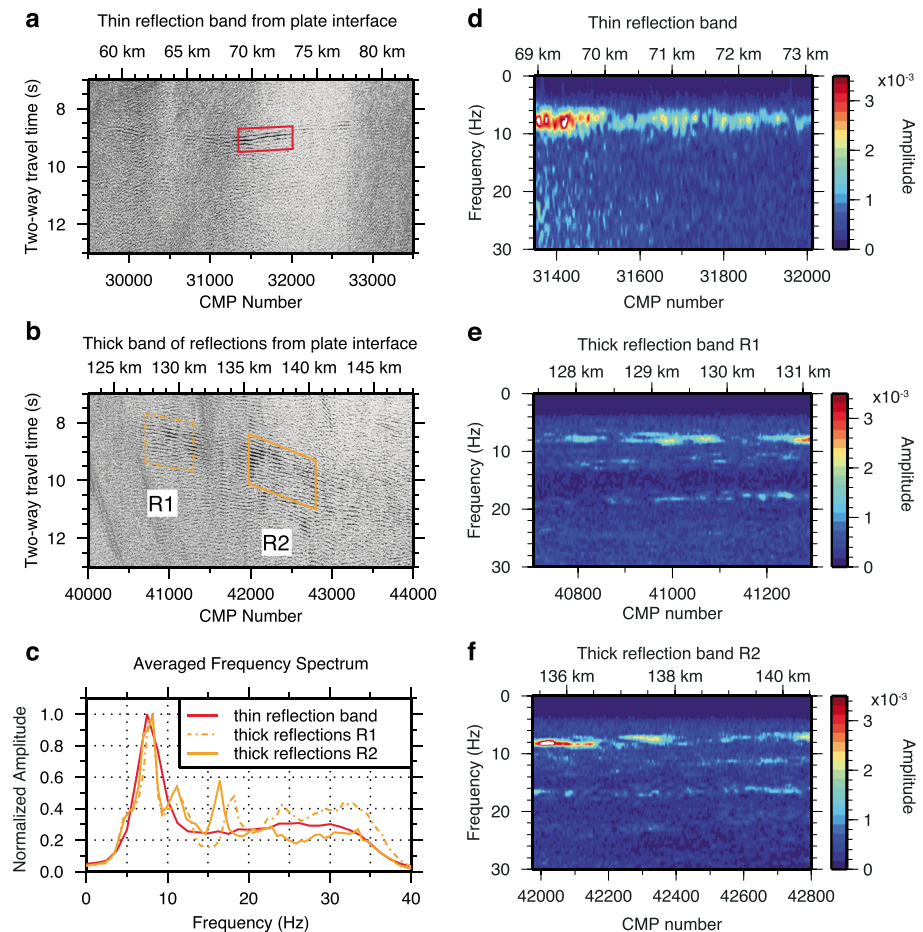 a
Thin reflection band from plate interface
60 km 65 km 70 km 75 km 80 km
Two-way travel time (s)
8
10
12
30000 31000 32000 33000
CMP Number
b
Thick band of reflections from plate interface
125 km 130 km 135 km 140 km 145 km
Two-way travel time (s)
8
10
12
R1
R2
40000 41000 42000 43000 44000
CMP Number
c
Averaged Frequency Spectrum
Normalized Amplitude
1.0
0.8
0.6
0.4
0.2
0.0
thin reflection band
thick reflections R1
thick reflections R2
0 10 20 30 40
Frequency (Hz)
d
Thin reflection band
69 km 70 km 71 km 72 km 73 km
Frequency (Hz)
0
10
20
30
31400 31600 31800 32000
CMP number
x10-3
3
2
1
0
Amplitude
e
Thick reflection band R1
128 km 129 km 130 km 131 km
Frequency (Hz)
0
10
20
30
40800 41000 41200
CMP number
x10-3
3
2
1
0
Amplitude
f
Thick reflection band R2
136 km 138 km 140 km
Frequency (Hz)
0
10
20
30
42000 42200 42400 42600 42800
CMP number
x10-3
3
2
1
0
Amplitude